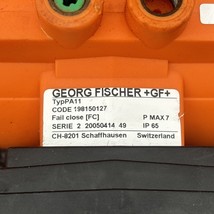 GEORG FISCHER +GF+
TypPA11
CODE 198150127
Fail close [FC] P MAX 7
SERIE 2 20050414 49 IP 65
CH-8201 Schaffhausen Switzerland